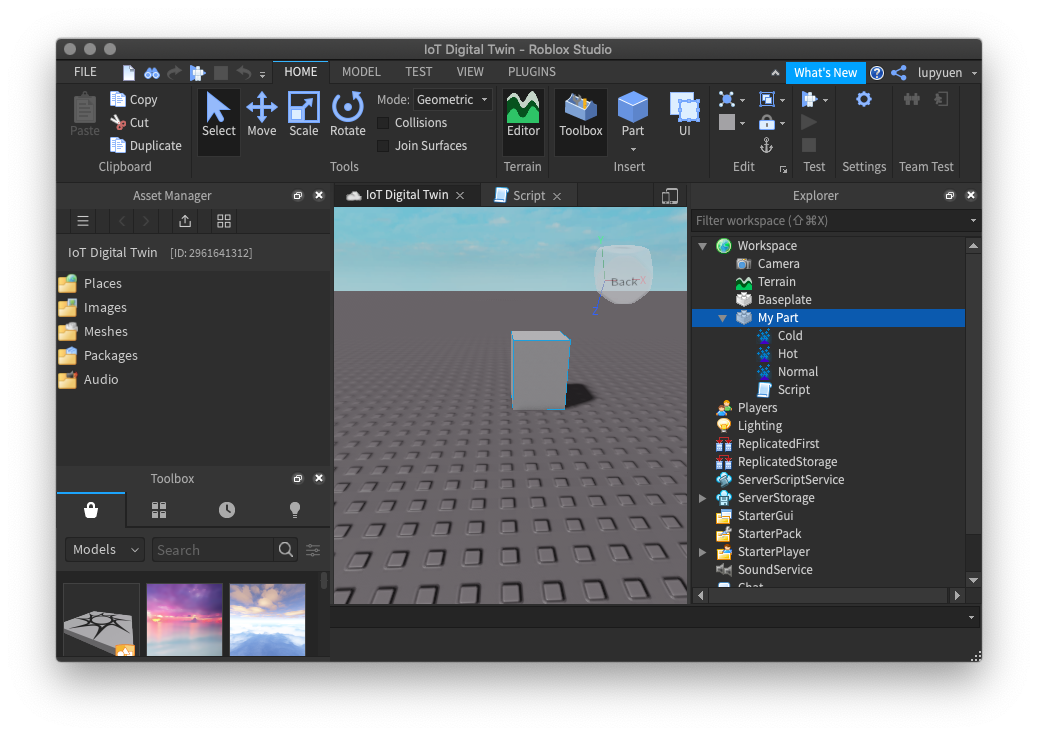 IoT Digital Twin - Roblox Studio
FILE HOME MODEL TEST VIEW PLUGINS What's New lupyuen
Paste
Copy
Cut
Duplicate
Clipboard
Select Move Scale Rotate
Mode: Geometric
Collisions
Join Surfaces
Tools
Editor
Terrain
Toolbox Part UI
Insert
Edit
Test
Settings
Team Test
Asset Manager
IoT Digital Twin [ID: 2961641312]
Places
Images
Meshes
Packages
Audio
Toolbox
Models Search
IoT Digital Twin Script
Back
Explorer
Filter workspace (⇧⌘X)
Workspace
Camera
Terrain
Baseplate
My Part
Cold
Hot
Normal
Script
Players
Lighting
ReplicatedFirst
ReplicatedStorage
ServerScriptService
ServerStorage
StarterGui
StarterPack
StarterPlayer
SoundService
Chat